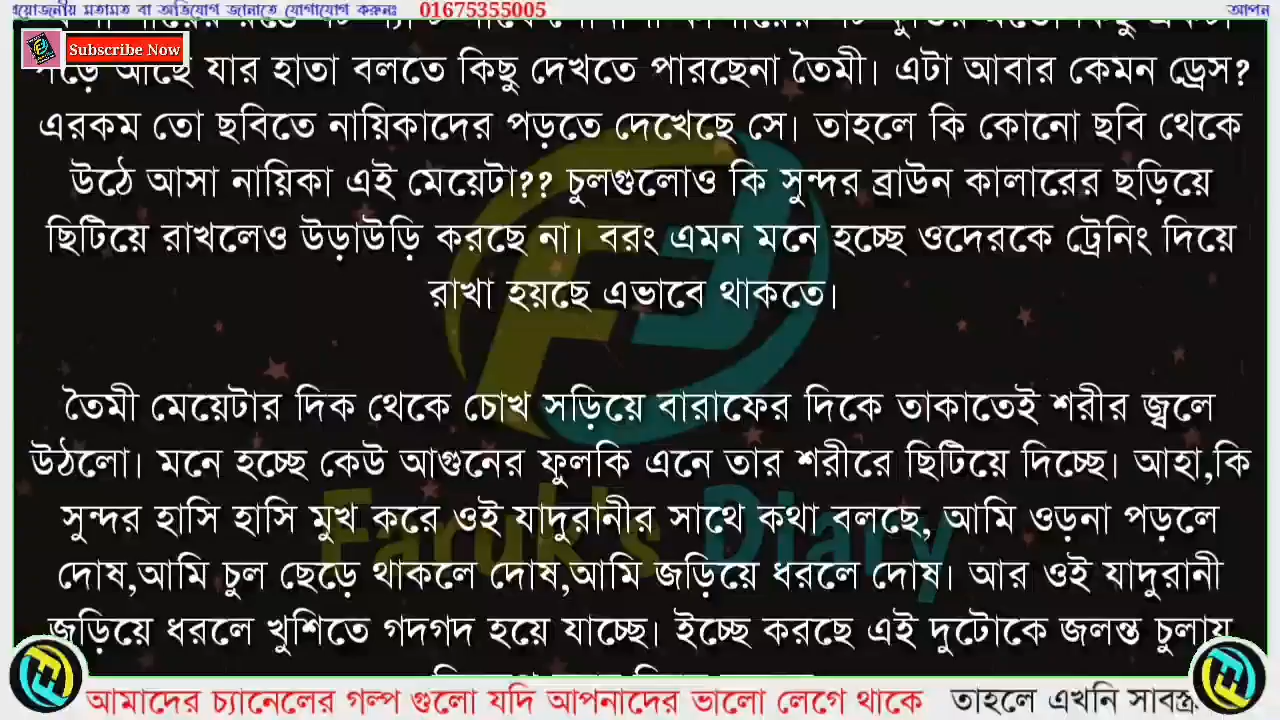 য়োজনীয় মতামত বা অভিযোগ জানাতে যোগাযোগ করুনঃ 01675355005 আপন
Subscribe Now
পড়ে আছে যার হাতা বলতে কিছু দেখতে পারছেনা তৈমী। এটা আবার কেমন ড্রেস?
এরকম তো ছবিতে নায়িকাদের পড়তে দেখেছে সে। তাহলে কি কোনো ছবি থেকে
উঠে আসা নায়িকা এই মেয়েটা?? চুলগুলোও কি সুন্দর ব্রাউন কালারের ছড়িয়ে
ছিটিয়ে রাখলেও উড়াউড়ি করছে না। বরং এমন মনে হচ্ছে ওদেরকে ট্রেনিং দিয়ে
রাখা হয়ছে এভাবে থাকতে।
তৈমী মেয়েটার দিক থেকে চোখ সড়িয়ে বারাফের দিকে তাকাতেই শরীর জ্বলে
উঠলো। মনে হচ্ছে কেউ আগুনের ফুলকি এনে তার শরীরে ছিটিয়ে দিচ্ছে। আহা,কি
সুন্দর হাসি হাসি মুখ করে ওই যাদুরানীর সাথে কথা বলছে, আমি ওড়না পড়লে
দোষ,আমি চুল ছেড়ে থাকলে দোষ,আমি জড়িয়ে ধরলে দোষ। আর ওই যাদুরানী
জড়িয়ে ধরলে খুশিতে গদগদ হয়ে যাচ্ছে। ইচ্ছে করছে এই দুটোকে জলন্ত চুলায়
Faruk's Diary
আমাদের চ্যানেলের গল্প গুলো যদি আপনাদের ভালো লেগে থাকে তাহলে এখনি সাবস্ক্র